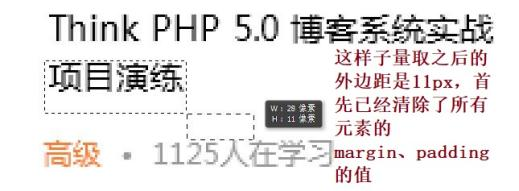 Think PHP 5.0 博客系统实战
项目演练
这样子量取之后的
外边距是11px，首
先已经清除了所有
元素的
margin、padding
的值
W：28 像素
H：11 像素
高级 • 1125人在学习